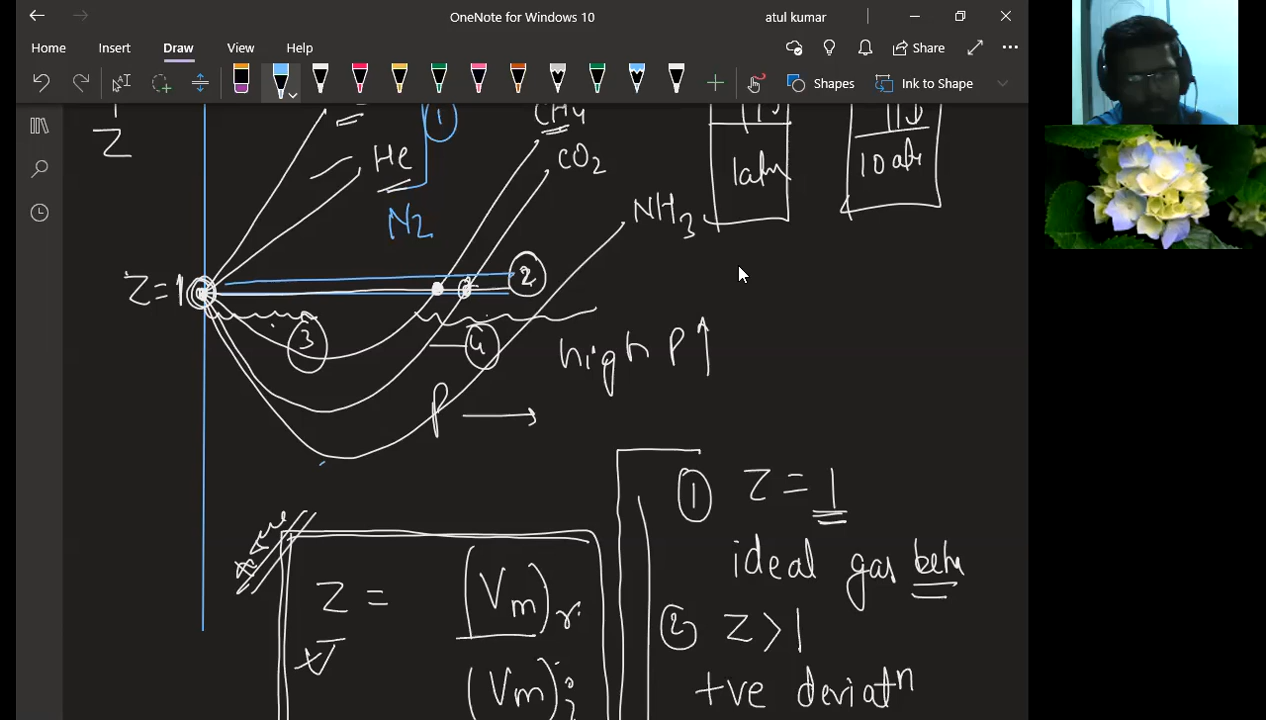 OneNote for Windows 10
atul kumar
Home Insert Draw View Help
Share
Shapes
Ink to Shape
Z
He
N2
1
CH4
CO2
NH3
1atm
10 atm
Z=1
2
3
4
high P ↑
P →
1 Z = 1
ideal gas
2 Z > 1
+ve deviatn
Z = (Vm)r
(Vm)i